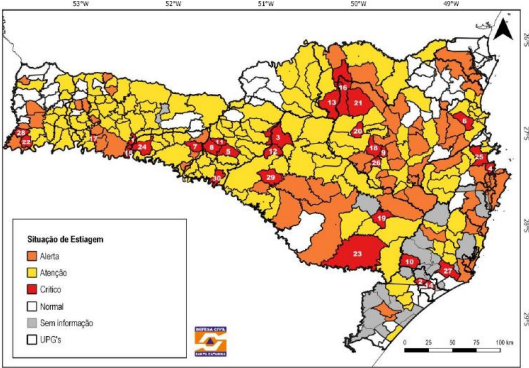 53°W 52°W 51°W 50°W 49°W
26°S
27°S
28°S
29°S
16
13 21
6
3
20
12
11
7 8 5
24
28
22
18 9
26
25
30
29
19
23
10
27
2 14
Situação de Estiagem
Alerta
Atenção
Crítico
Normal
Sem informação
UPG's
DEFESA CIVIL
SANTA CATARINA
0 25 50 75 100 km